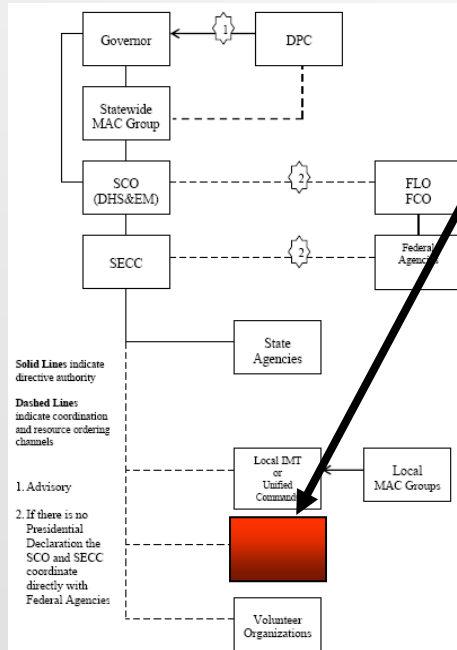 Governor
1
DPC
Statewide
MAC Group
SCO
(DHS&EM)
2
FLO
FCO
SECC
2
Federal
Agencies
State
Agencies
Solid Lines indicate
directive authority
Dashed Lines
indicate coordination
and resource ordering
channels
Local IMT
or
Unified
Command
Local
MAC Groups
1. Advisory
2. If there is no
Presidential
Declaration the
SCO and SECC
coordinate
directly with
Federal Agencies
Volunteer
Organizations